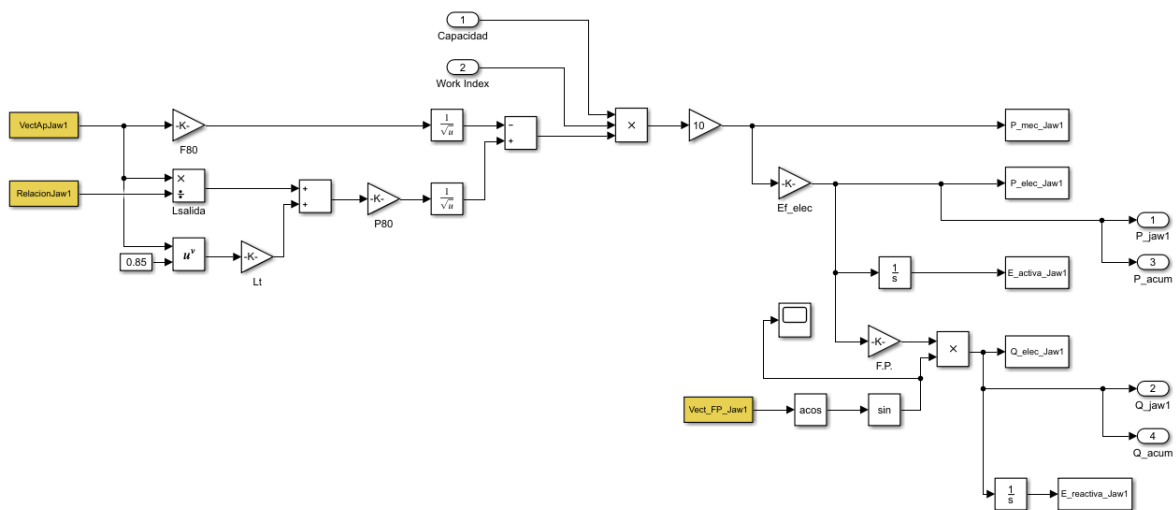 1
Capacidad
2
Work Index
VectApJaw1
-K-
F80
1
√u
−
+
×
10
P_mec_Jaw1
RelacionJaw1
×
÷
Lsalida
+
+
-K-
P80
1
√u
-K-
Ef_elec
P_elec_Jaw1
1
P_jaw1
0.85
u^v
-K-
Lt
1
s
E_activa_Jaw1
3
P_acum
-K-
F.P.
×
Q_elec_Jaw1
Vect_FP_Jaw1
acos
sin
2
Q_jaw1
4
Q_acum
1
s
E_reactiva_Jaw1